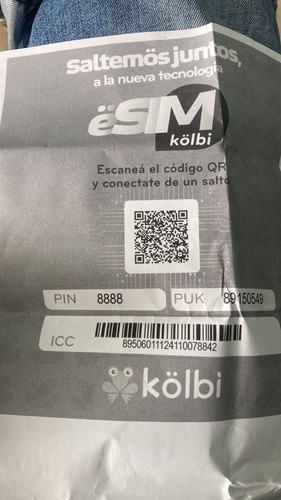 Saltemös juntos,
a la nueva tecnología
ëSIM
kölbi
Escaneá el código QR
y conectate de un salto
PIN 8888 PUK 89150549
ICC 89506011124110078842
kölbi